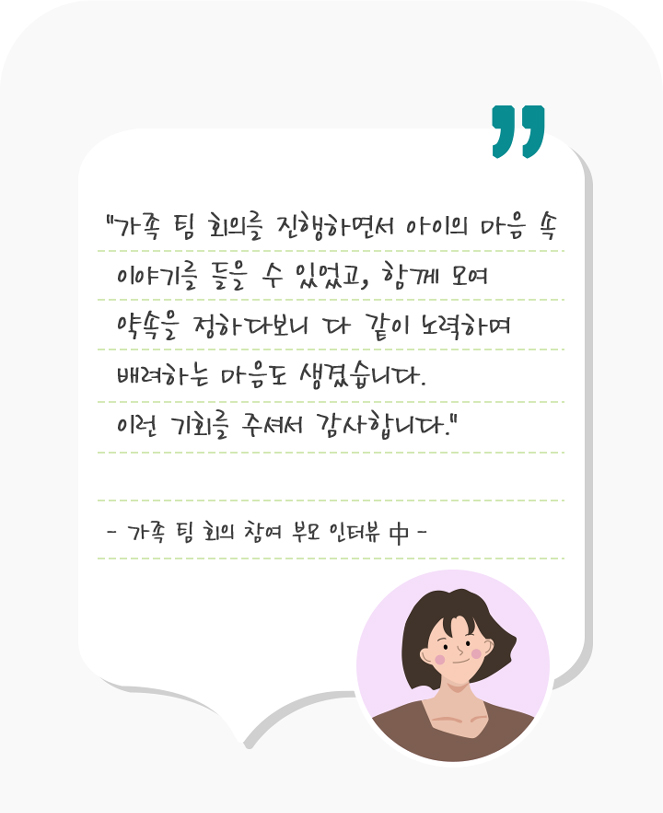 "가족 팀 회의를 진행하면서 아이의 마음 속
이야기를 들을 수 있었고, 함께 모여
약속을 정하다보니 다 같이 노력하며
배려하는 마음도 생겼습니다.
이런 기회를 주셔서 감사합니다."
- 가족 팀 회의 참여 부모 인터뷰 中 -